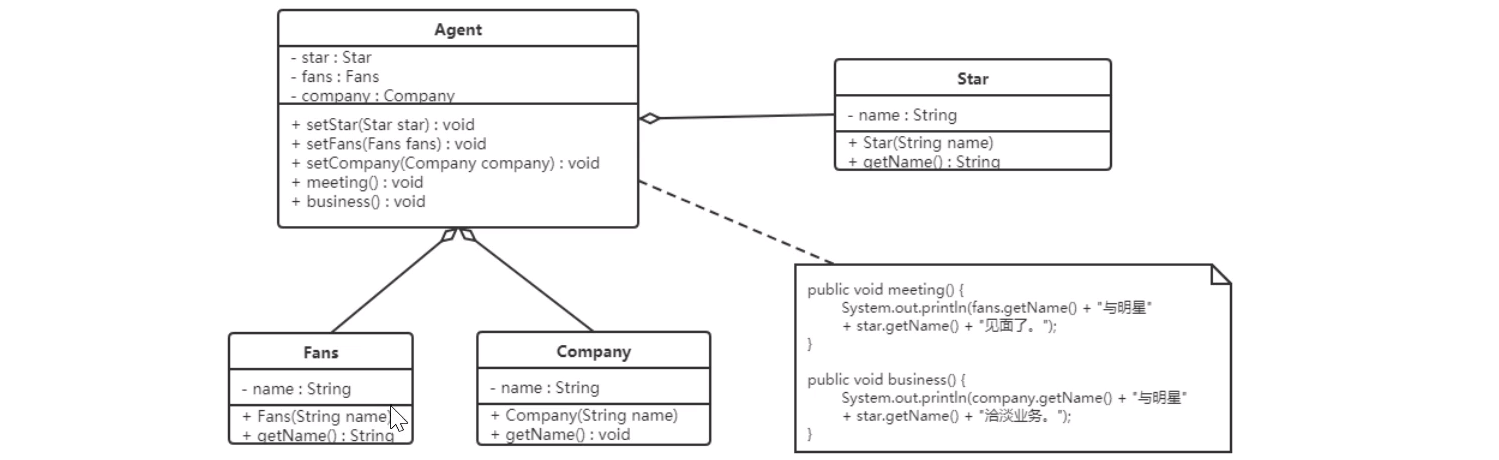 Agent
- star : Star
- fans : Fans
- company : Company
+ setStar(Star star) : void
+ setFans(Fans fans) : void
+ setCompany(Company company) : void
+ meeting() : void
+ business() : void
Star
- name : String
+ Star(String name)
+ getName() : String
Fans
- name : String
+ Fans(String name)
+ getName() : String
Company
- name : String
+ Company(String name)
+ getName() : void
public void meeting() {
System.out.println(fans.getName() + "与明星"
+ star.getName() + "见面了。");
}
public void business() {
System.out.println(company.getName() + "与明星"
+ star.getName() + "洽淡业务。");
}